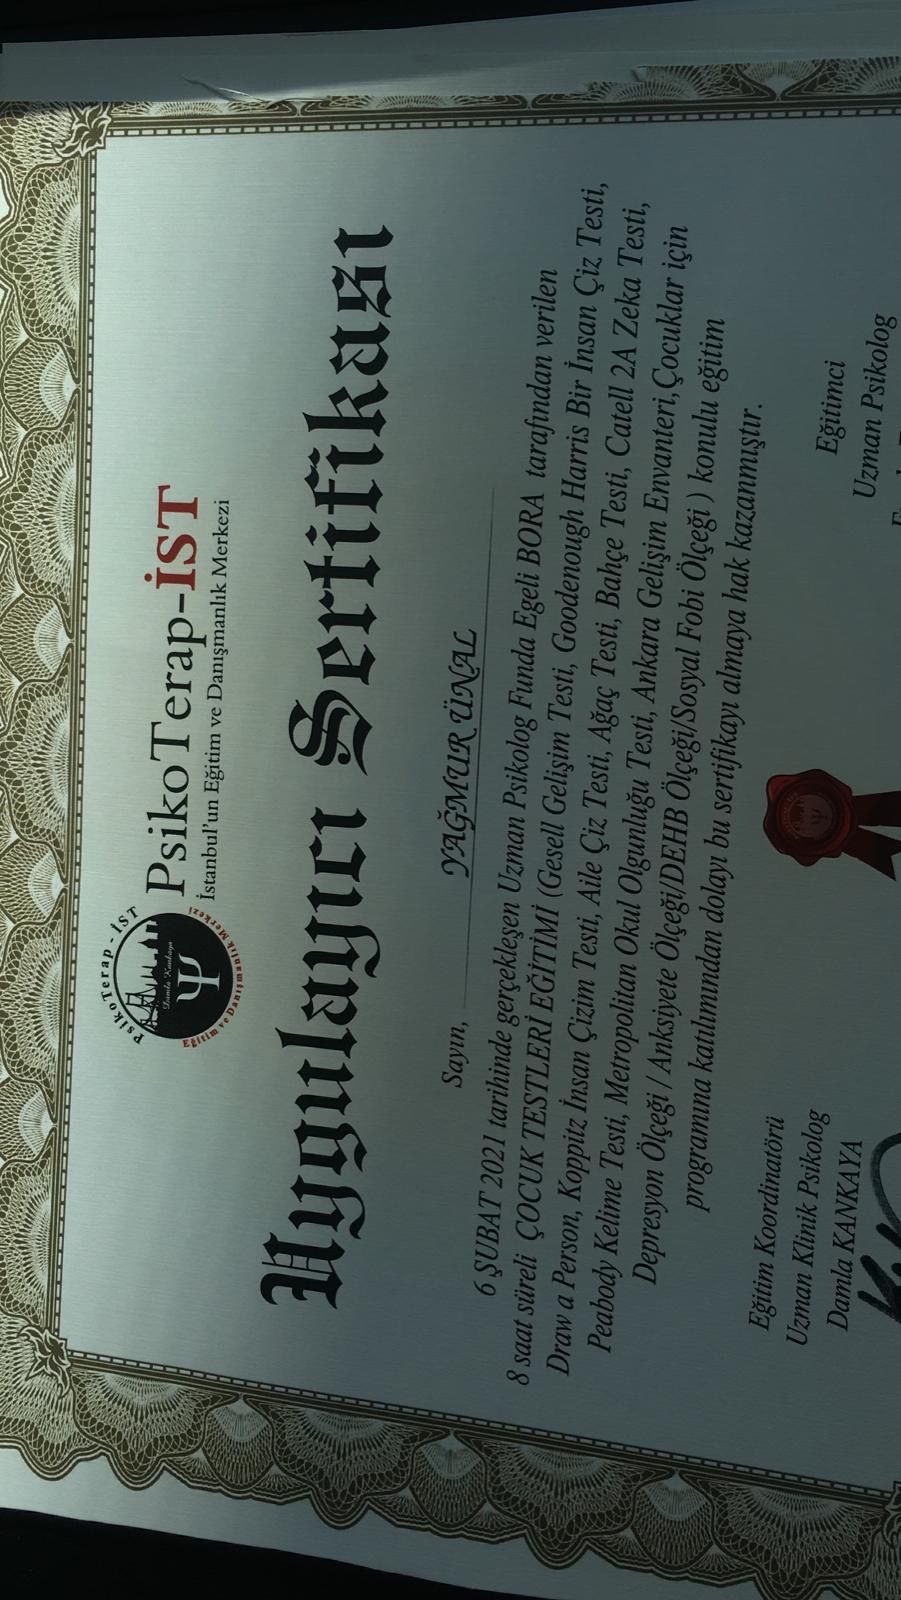 PsikoTerap-İST
Damla Kankaya
Eğitim ve Danışmanlık Merkezi
PsikoTerap-İST
İstanbul'un Eğitim ve Danışmanlık Merkezi
Uygulayıcı Sertifikası
Sayın, YAĞMUR ÜNAL
6 ŞUBAT 2021 tarihinde gerçekleşen Uzman Psikolog Funda Egeli BORA tarafından verilen
8 saat süreli ÇOCUK TESTLERİ EĞİTİMİ (Gesell Gelişim Testi, Goodenough Harris Bir İnsan Çiz Testi,
Draw a Person, Koppitz İnsan Çizim Testi, Aile Çiz Testi, Ağaç Testi, Bahçe Testi, Catell 2A Zeka Testi,
Peabody Kelime Testi, Metropolitan Okul Olgunluğu Testi, Ankara Gelişim Envanteri,Çocuklar için
Depresyon Ölçeği / Anksiyete Ölçeği/DEHB Ölçeği/Sosyal Fobi Ölçeği ) konulu eğitim
programına katılımından dolayı bu sertifikayı almaya hak kazanmıştır.
Eğitim Koordinatörü
Uzman Klinik Psikolog
Damla KANKAYA
Eğitimci
Uzman Psikolog